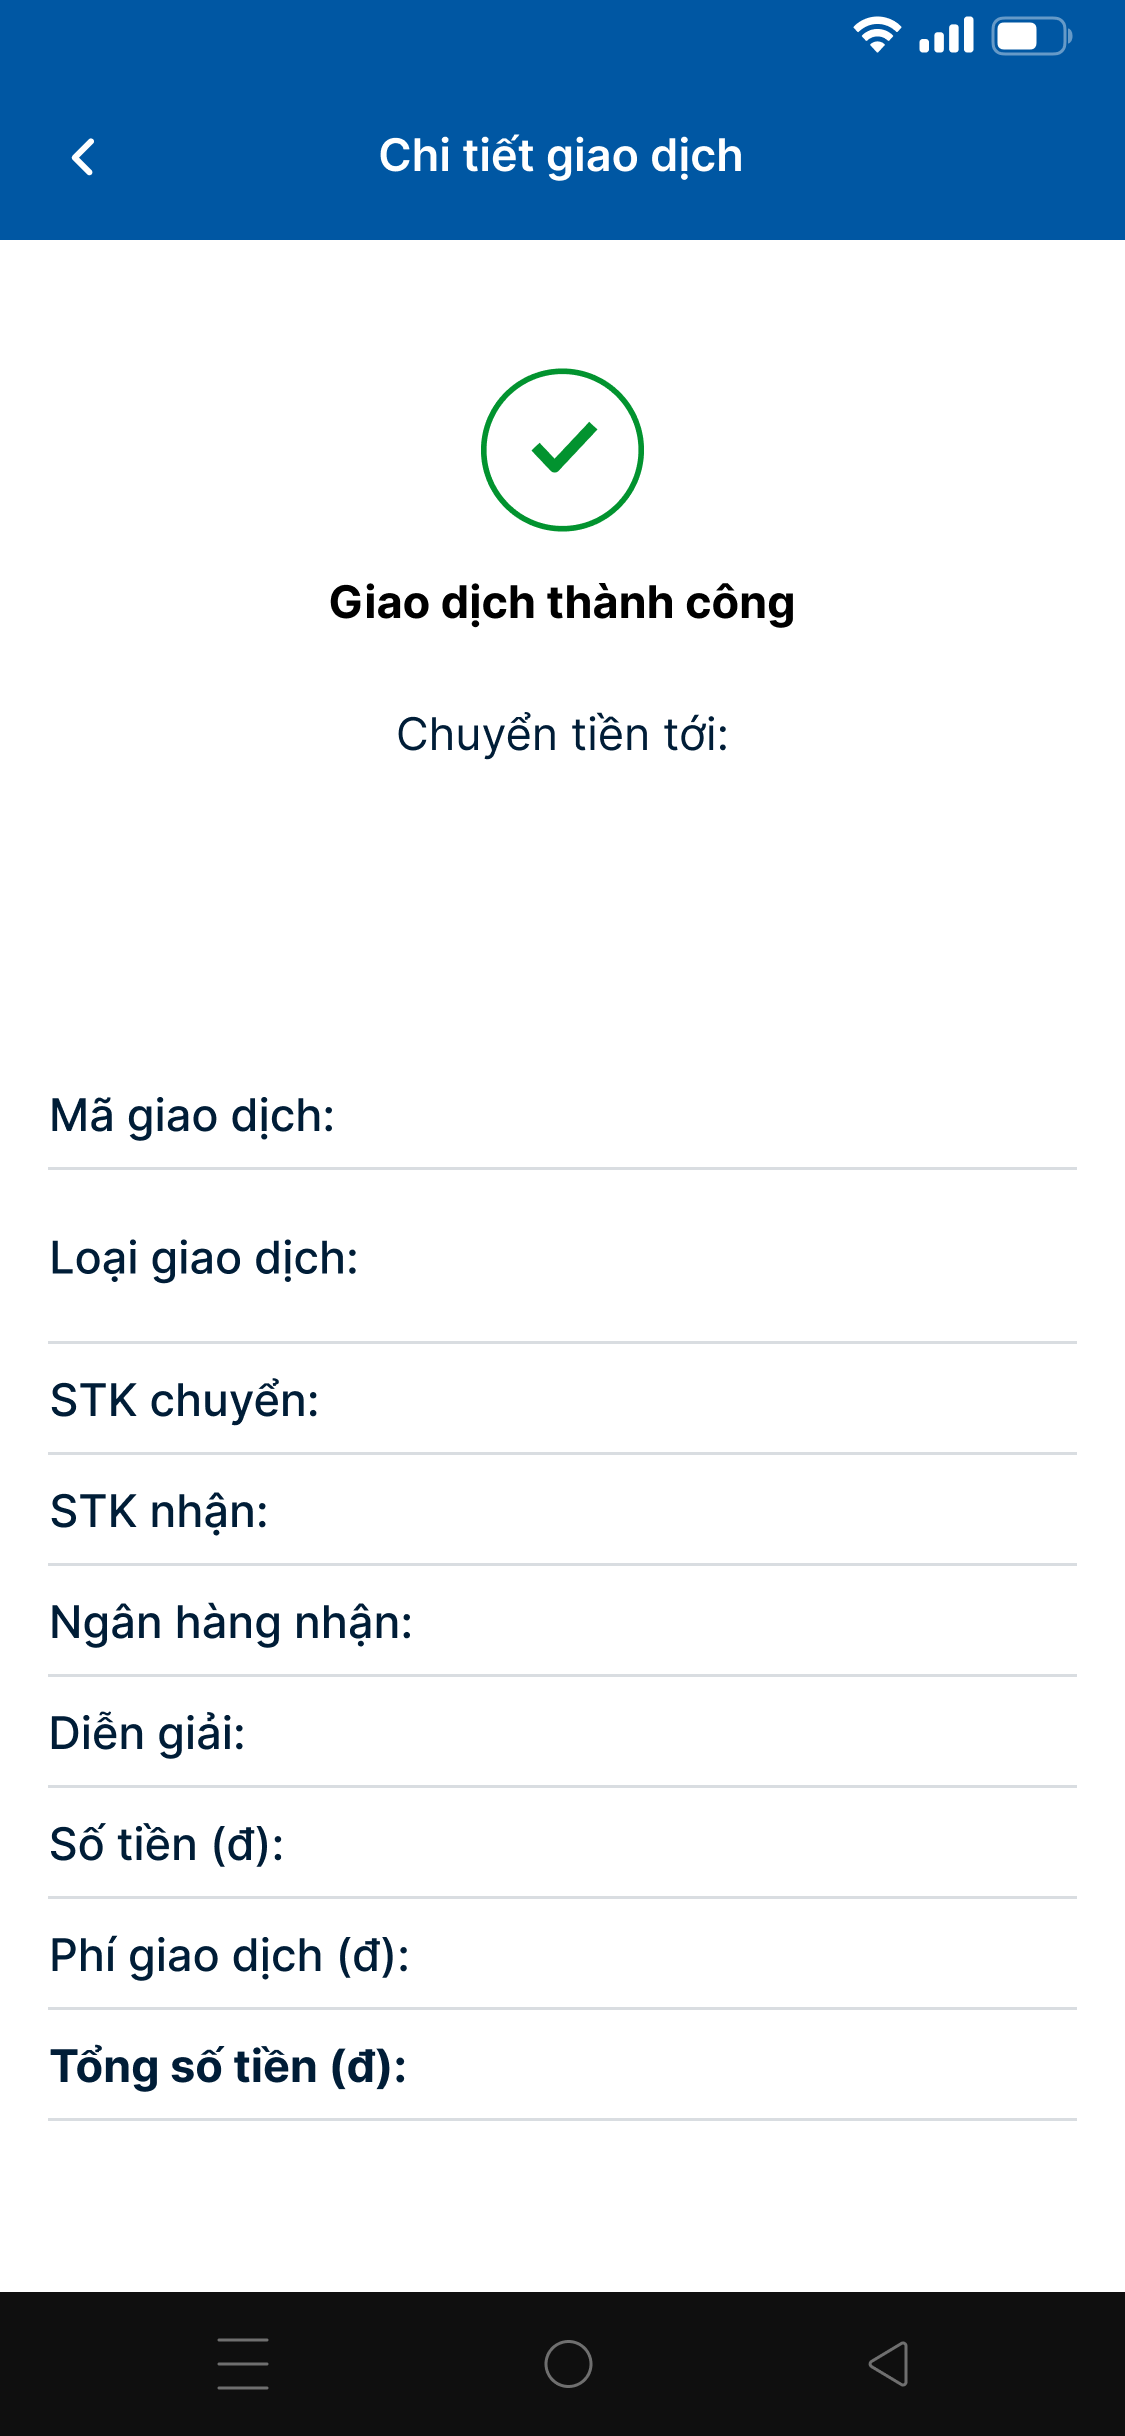 Chi tiết giao dịch
Giao dịch thành công
Chuyển tiền tới:
Mã giao dịch:
Loại giao dịch:
STK chuyển:
STK nhận:
Ngân hàng nhận:
Diễn giải:
Số tiền (đ):
Phí giao dịch (đ):
Tổng số tiền (đ):